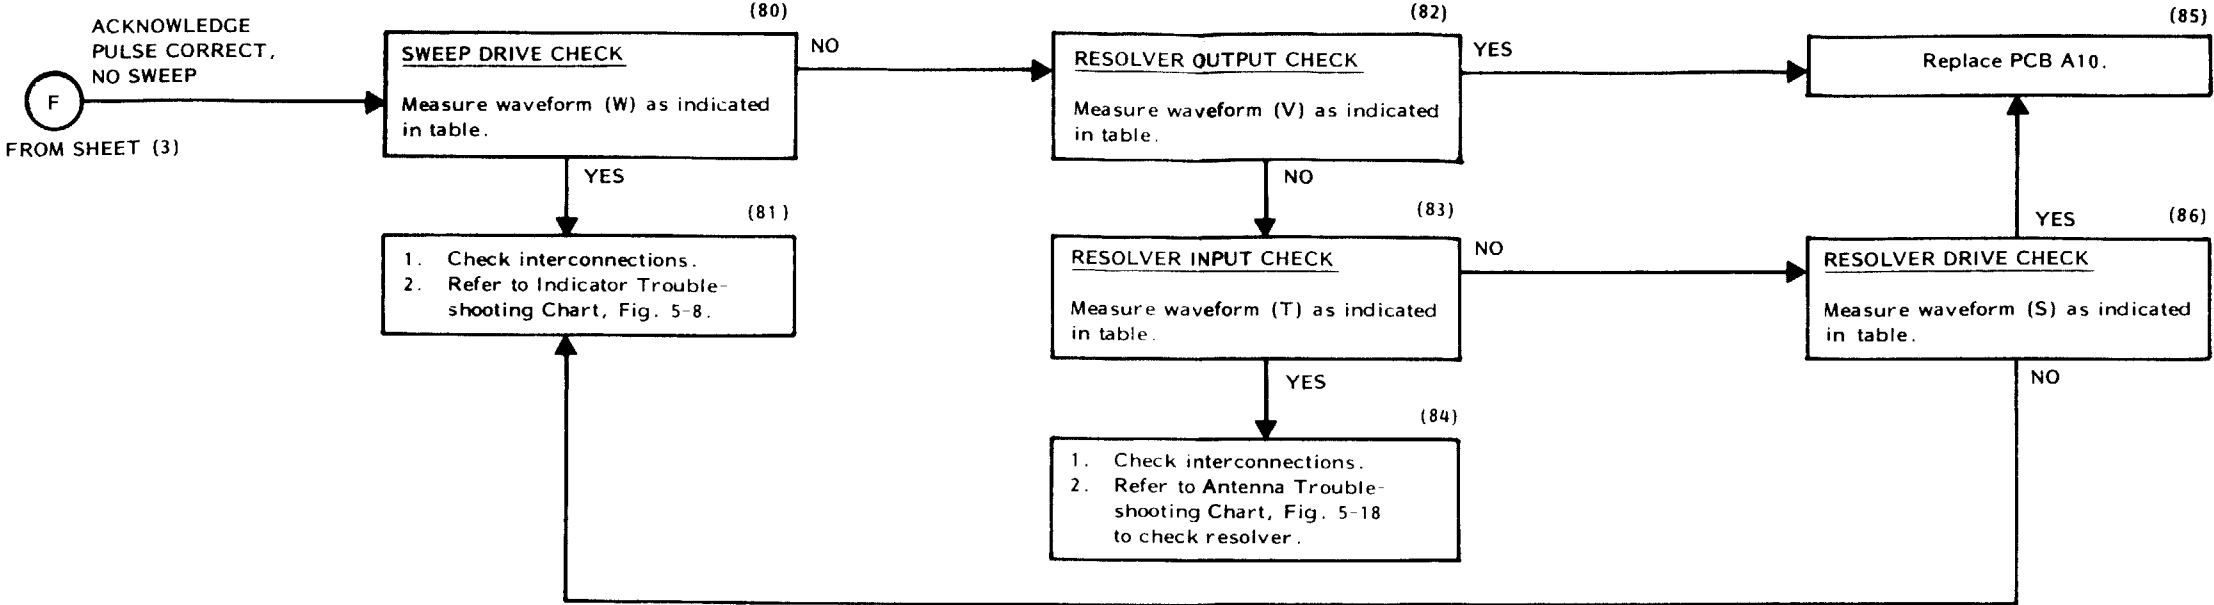 ACKNOWLEDGE
PULSE CORRECT,
NO SWEEP
F
FROM SHEET (3)
(80)
SWEEP DRIVE CHECK
Measure waveform (W) as indicated
in table.
NO
YES
(81)
1. Check interconnections.
2. Refer to Indicator Trouble-
shooting Chart, Fig. 5-8.
(82)
RESOLVER OUTPUT CHECK
Measure waveform (V) as indicated
in table.
YES
NO
(83)
RESOLVER INPUT CHECK
Measure waveform (T) as indicated
in table.
NO
YES
(84)
1. Check interconnections.
2. Refer to Antenna Trouble-
shooting Chart, Fig. 5-18
to check resolver.
(85)
Replace PCB A10.
YES
(86)
RESOLVER DRIVE CHECK
Measure waveform (S) as indicated
in table.
NO